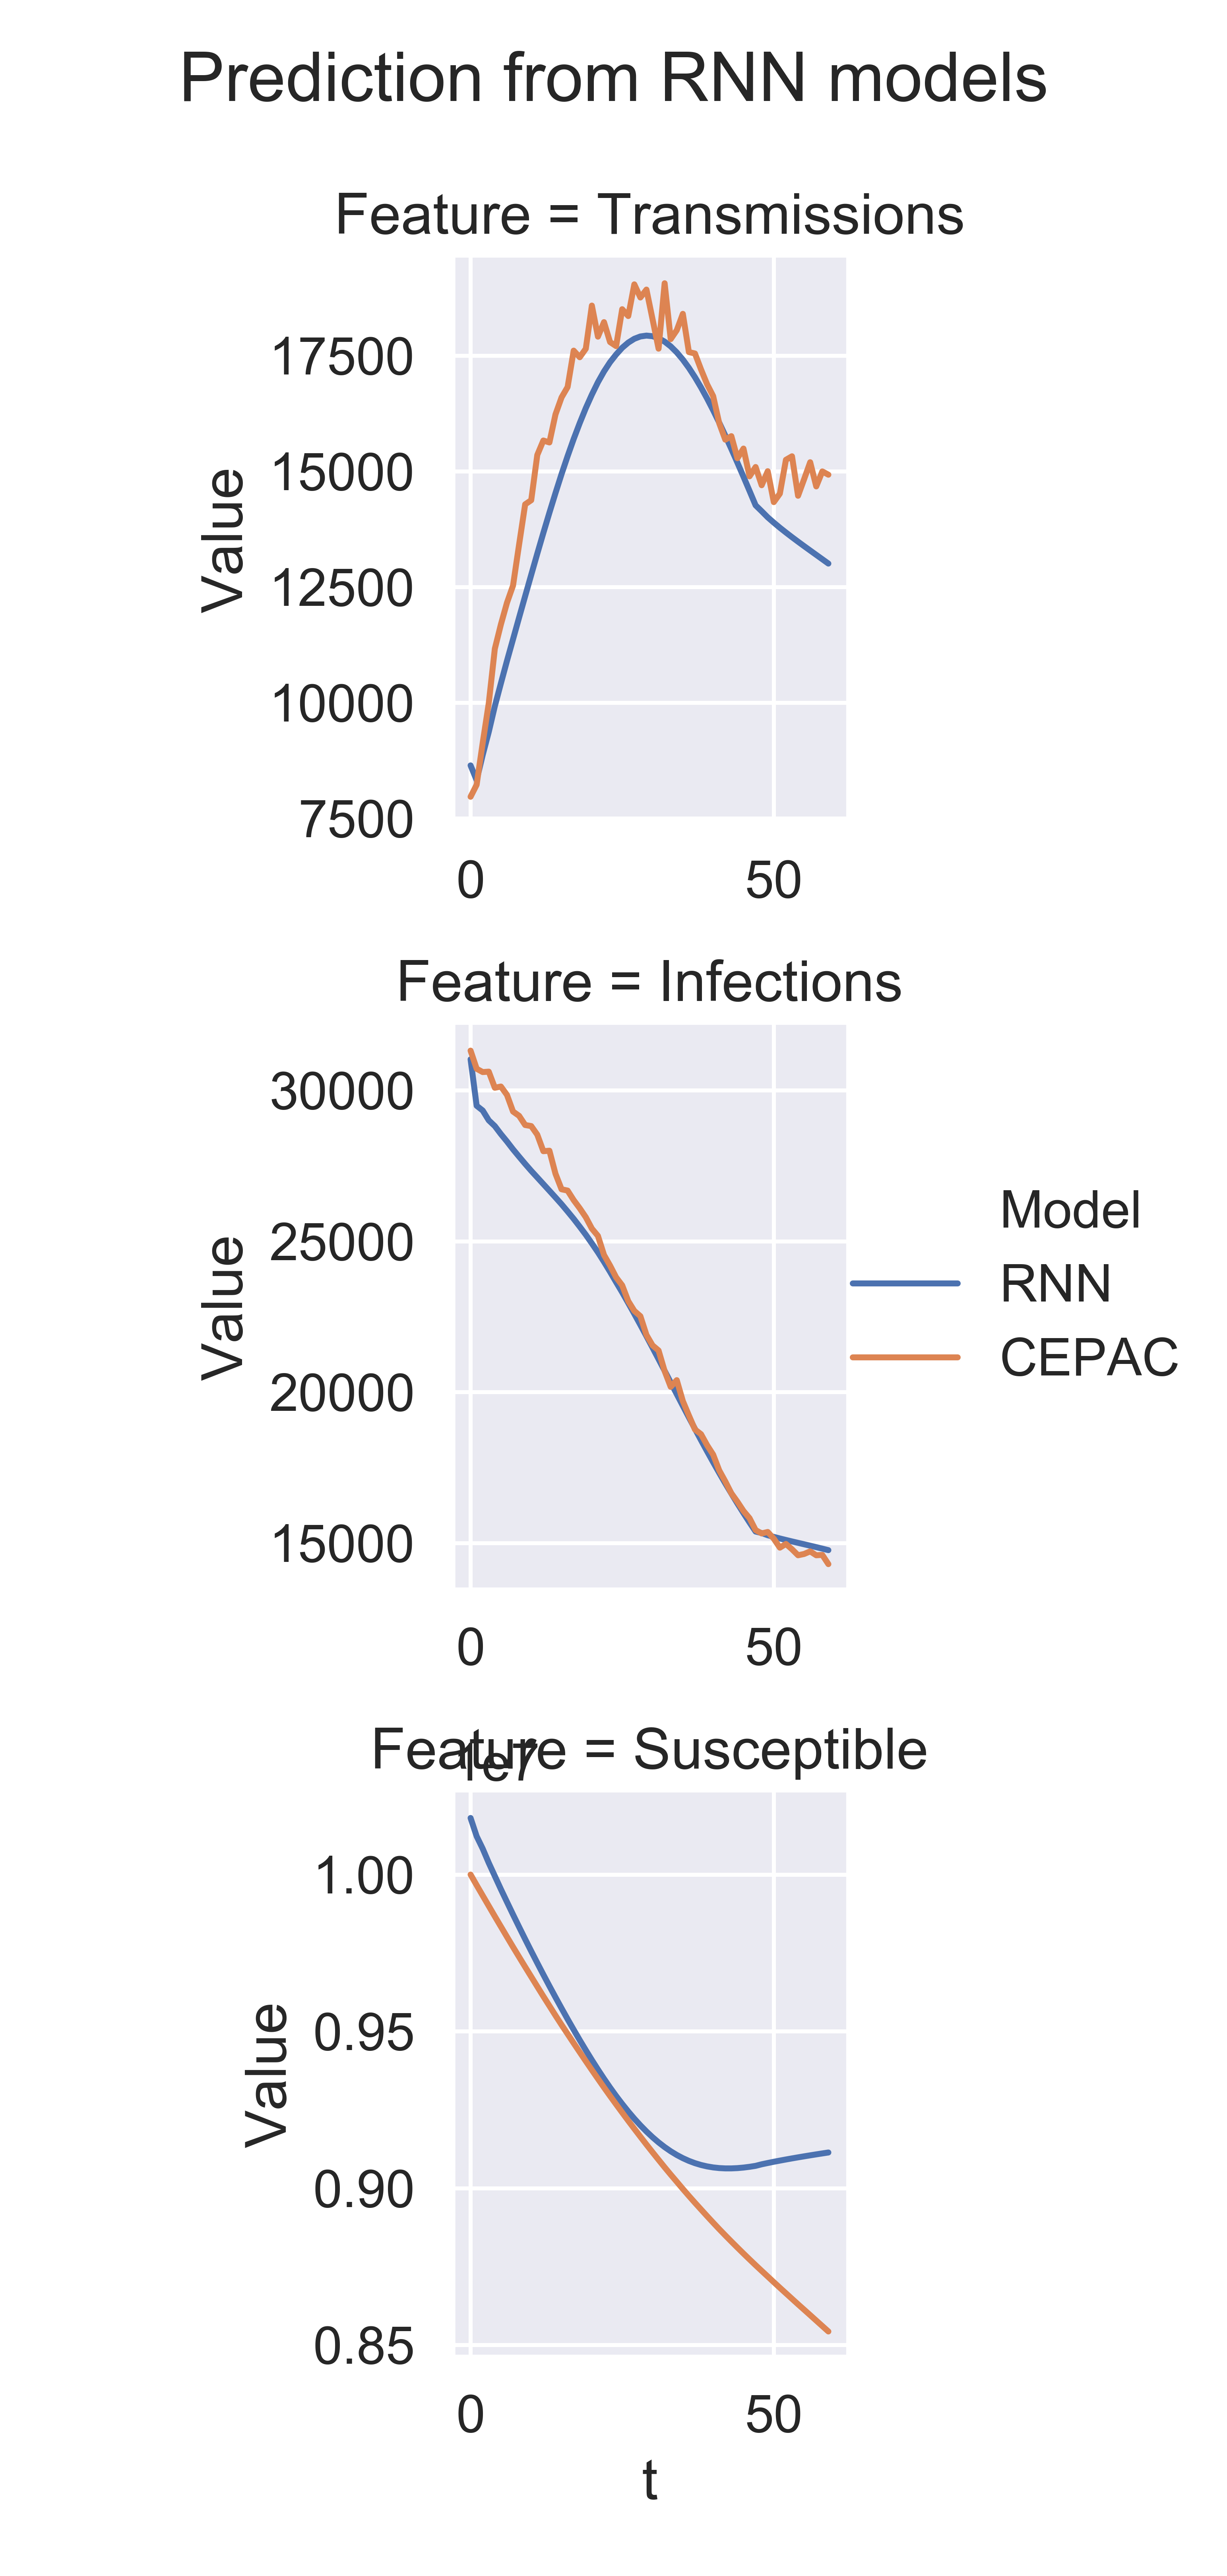 Prediction from RNN models
Feature = Transmissions
17500
15000
12500
10000
7500
Value
0 50
Feature = Infections
30000
25000
20000
15000
Value
0 50
Model
RNN
CEPAC
Feature = Susceptible
1e7
1.00
0.95
0.90
0.85
Value
0 50
t